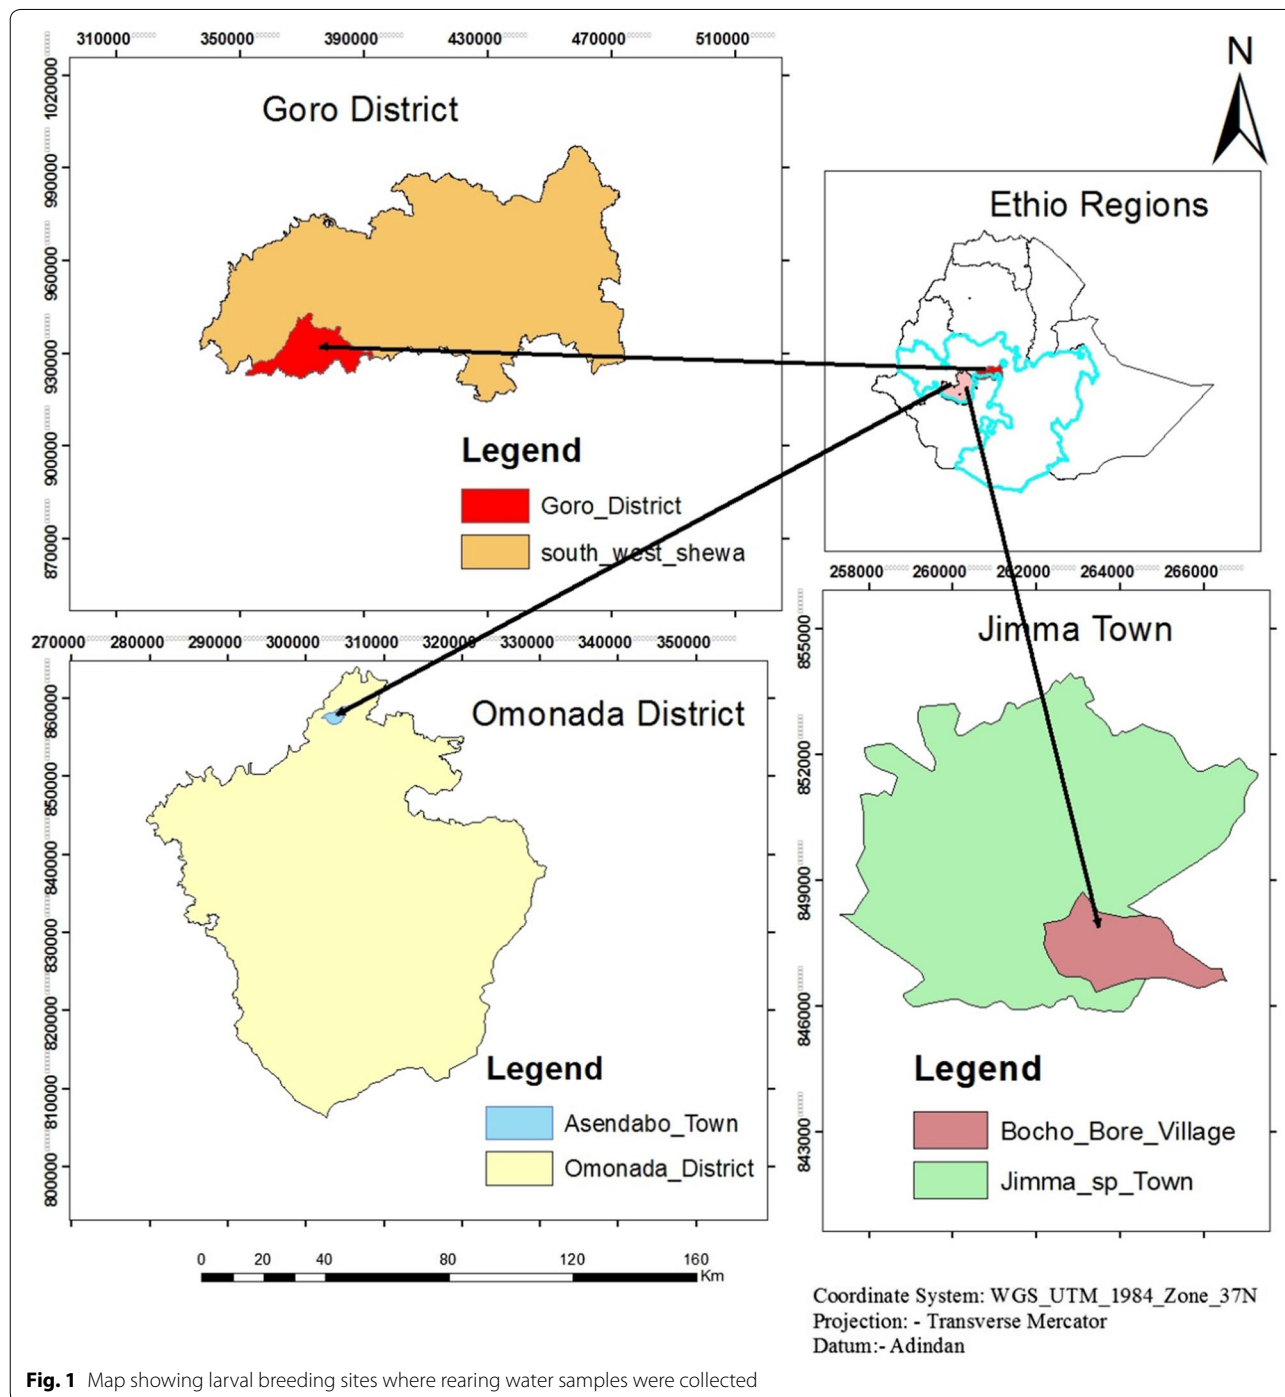 310000 350000 390000 430000 470000 510000
N
1020000
990000
960000
930000
900000
870000
Goro District
Legend
Goro_District
south_west_shewa
Ethio Regions
270000 280000 290000 300000 310000 320000 330000 340000 350000
860000
850000
840000
830000
820000
810000
800000
Omonada District
Legend
Asendabo_Town
Omonada_District
258000 260000 262000 264000 266000
855000
852000
849000
846000
843000
Jimma Town
Legend
Bocho_Bore_Village
Jimma_sp_Town
0 20 40 80 120 160
Km
Coordinate System: WGS_UTM_1984_Zone_37N
Projection: - Transverse Mercator
Datum:- Adindan
Fig. 1 Map showing larval breeding sites where rearing water samples were collected